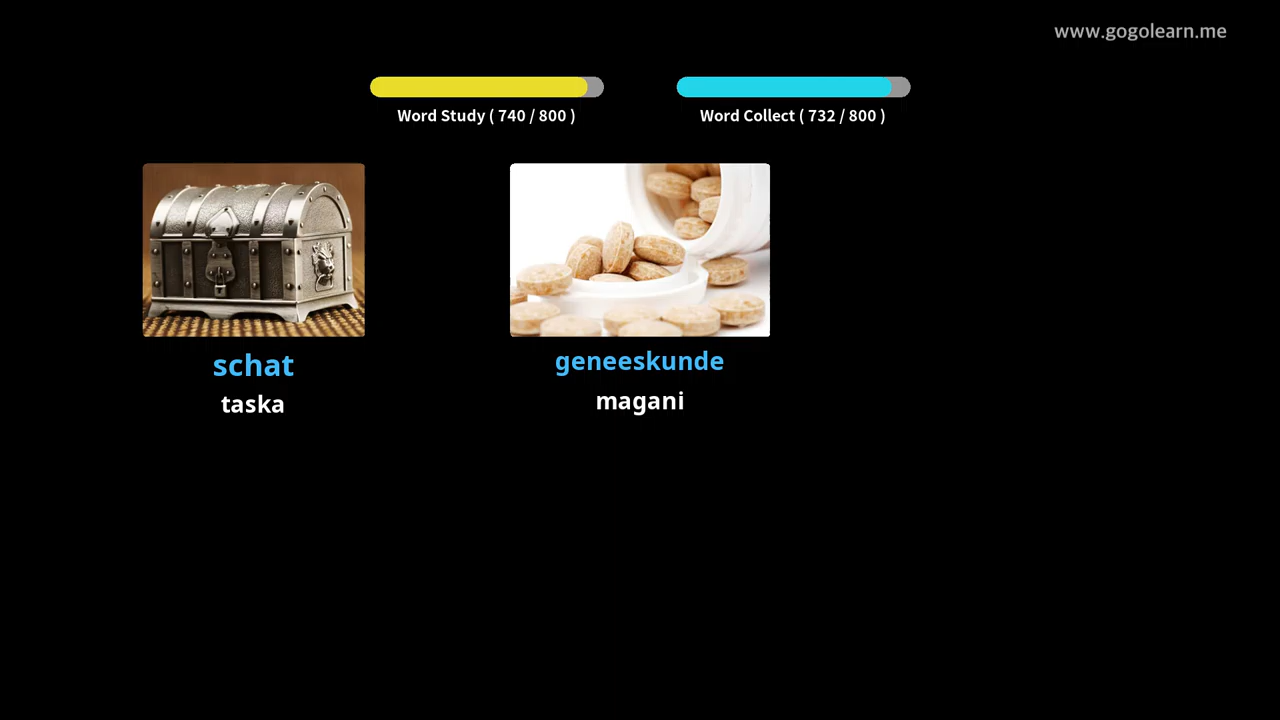 www.gogolearn.me
Word Study ( 740 / 800 )
Word Collect ( 732 / 800 )
schat
taska
geneeskunde
magani